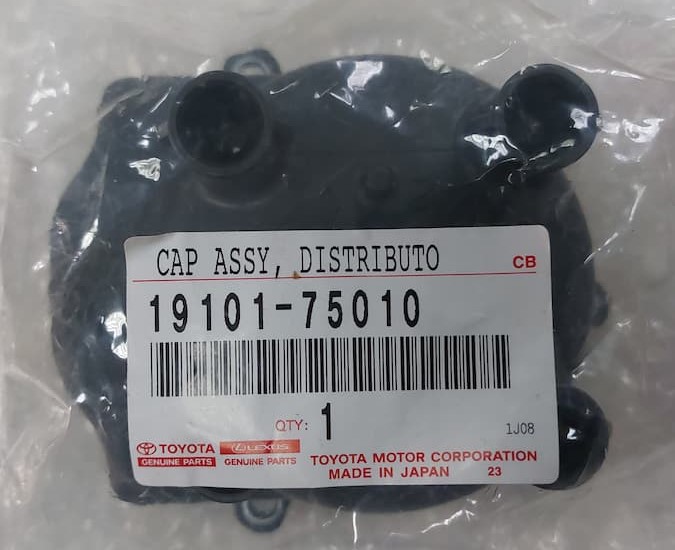 CAP ASSY, DISTRIBUTO
CB
19101-75010
QTY: 1
1J08
TOYOTA
GENUINE PARTS
LEXUS
GENUINE PARTS
TOYOTA MOTOR CORPORATION
MADE IN JAPAN 23